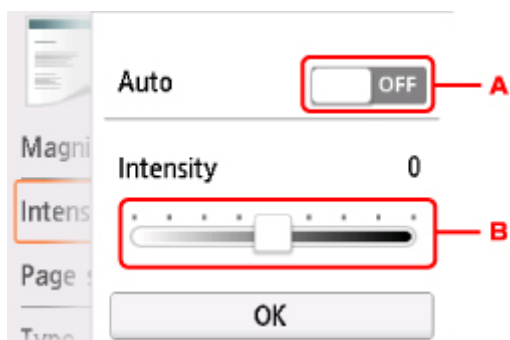 Auto OFF A
Magni
Intensity 0
Intens
B
Page
OK